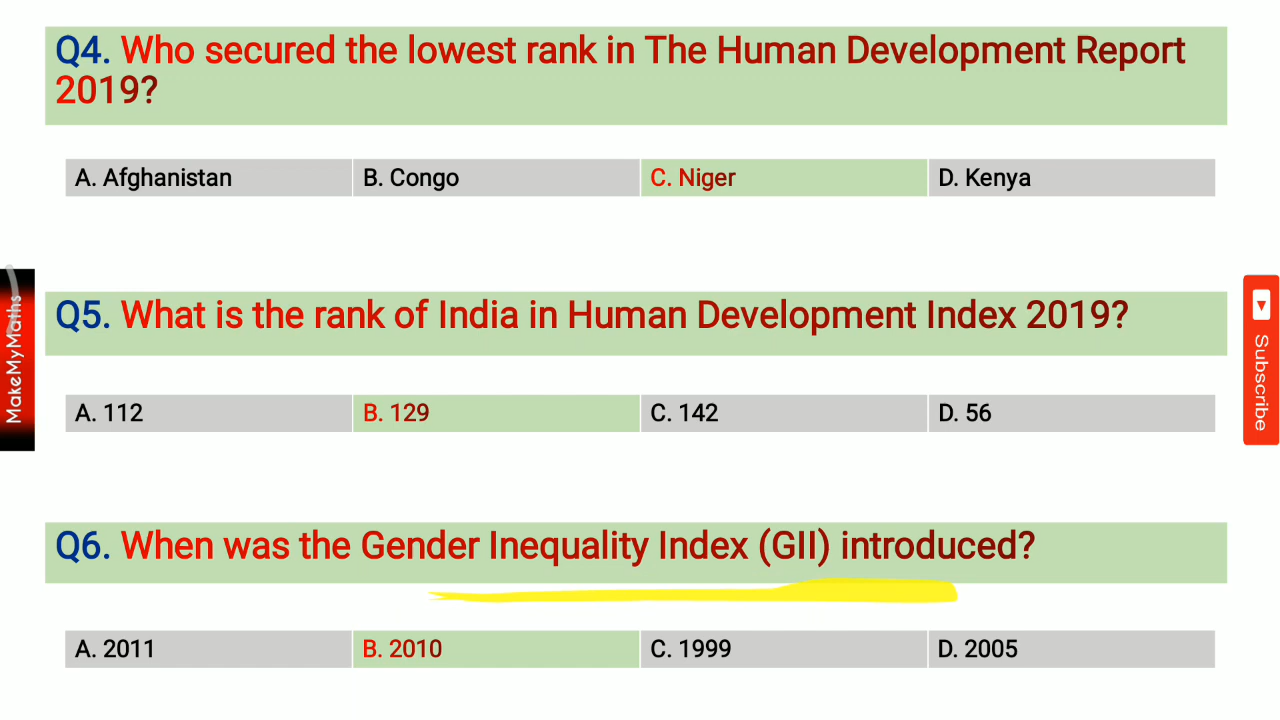 Q4. Who secured the lowest rank in The Human Development Report
2019?
A. Afghanistan
B. Congo
C. Niger
D. Kenya
MakeMyMaths
Subscribe
Q5. What is the rank of India in Human Development Index 2019?
A. 112
B. 129
C. 142
D. 56
Q6. When was the Gender Inequality Index (GII) introduced?
A. 2011
B. 2010
C. 1999
D. 2005